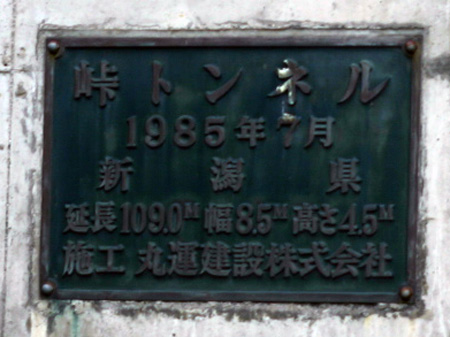 峠トンネル
1985年7月
新潟県
延長109.0M 幅8.5M 高さ4.5M
施工 丸運建設株式会社